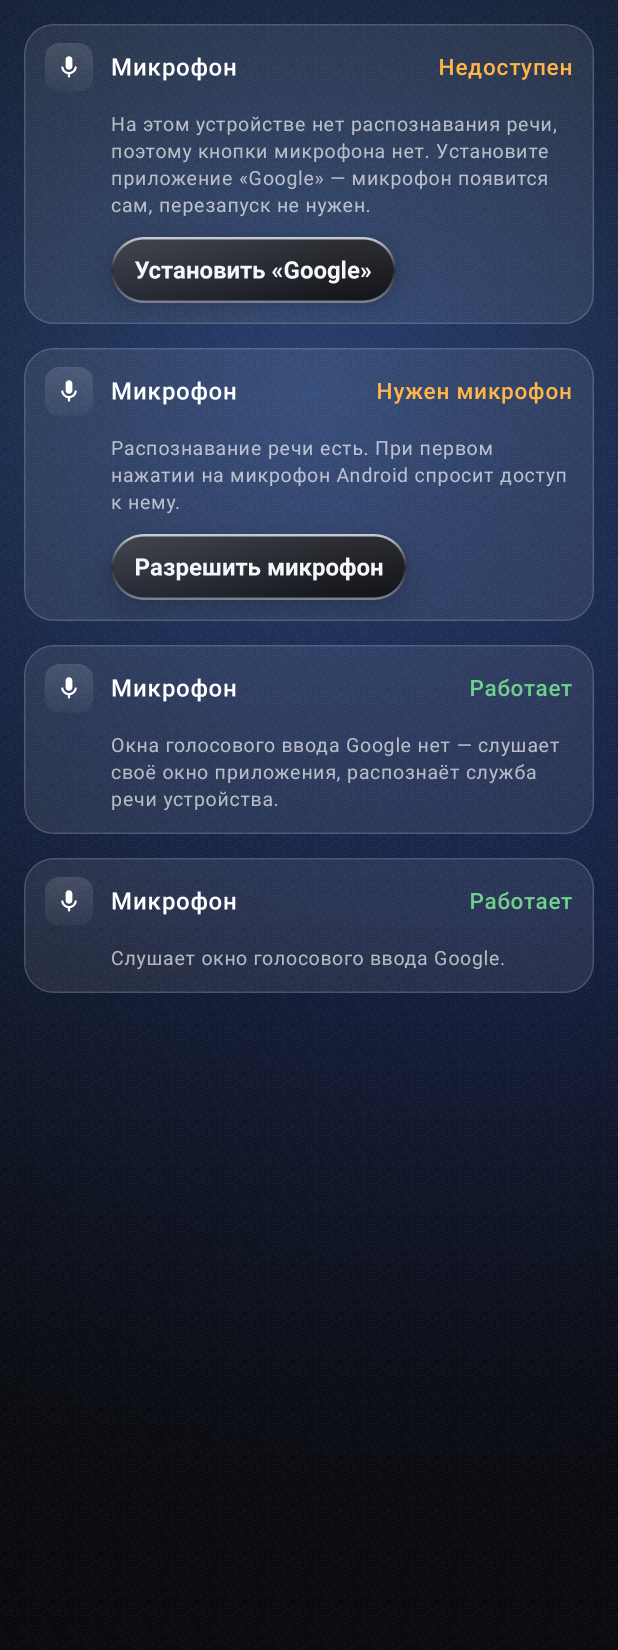 Микрофон
Недоступен
На этом устройстве нет распознавания речи,
поэтому кнопки микрофона нет. Установите
приложение «Google» — микрофон появится
сам, перезапуск не нужен.
Установить «Google»
Микрофон
Нужен микрофон
Распознавание речи есть. При первом
нажатии на микрофон Android спросит доступ
к нему.
Разрешить микрофон
Микрофон
Работает
Окна голосового ввода Google нет — слушает
своё окно приложения, распознаёт служба
речи устройства.
Микрофон
Работает
Слушает окно голосового ввода Google.